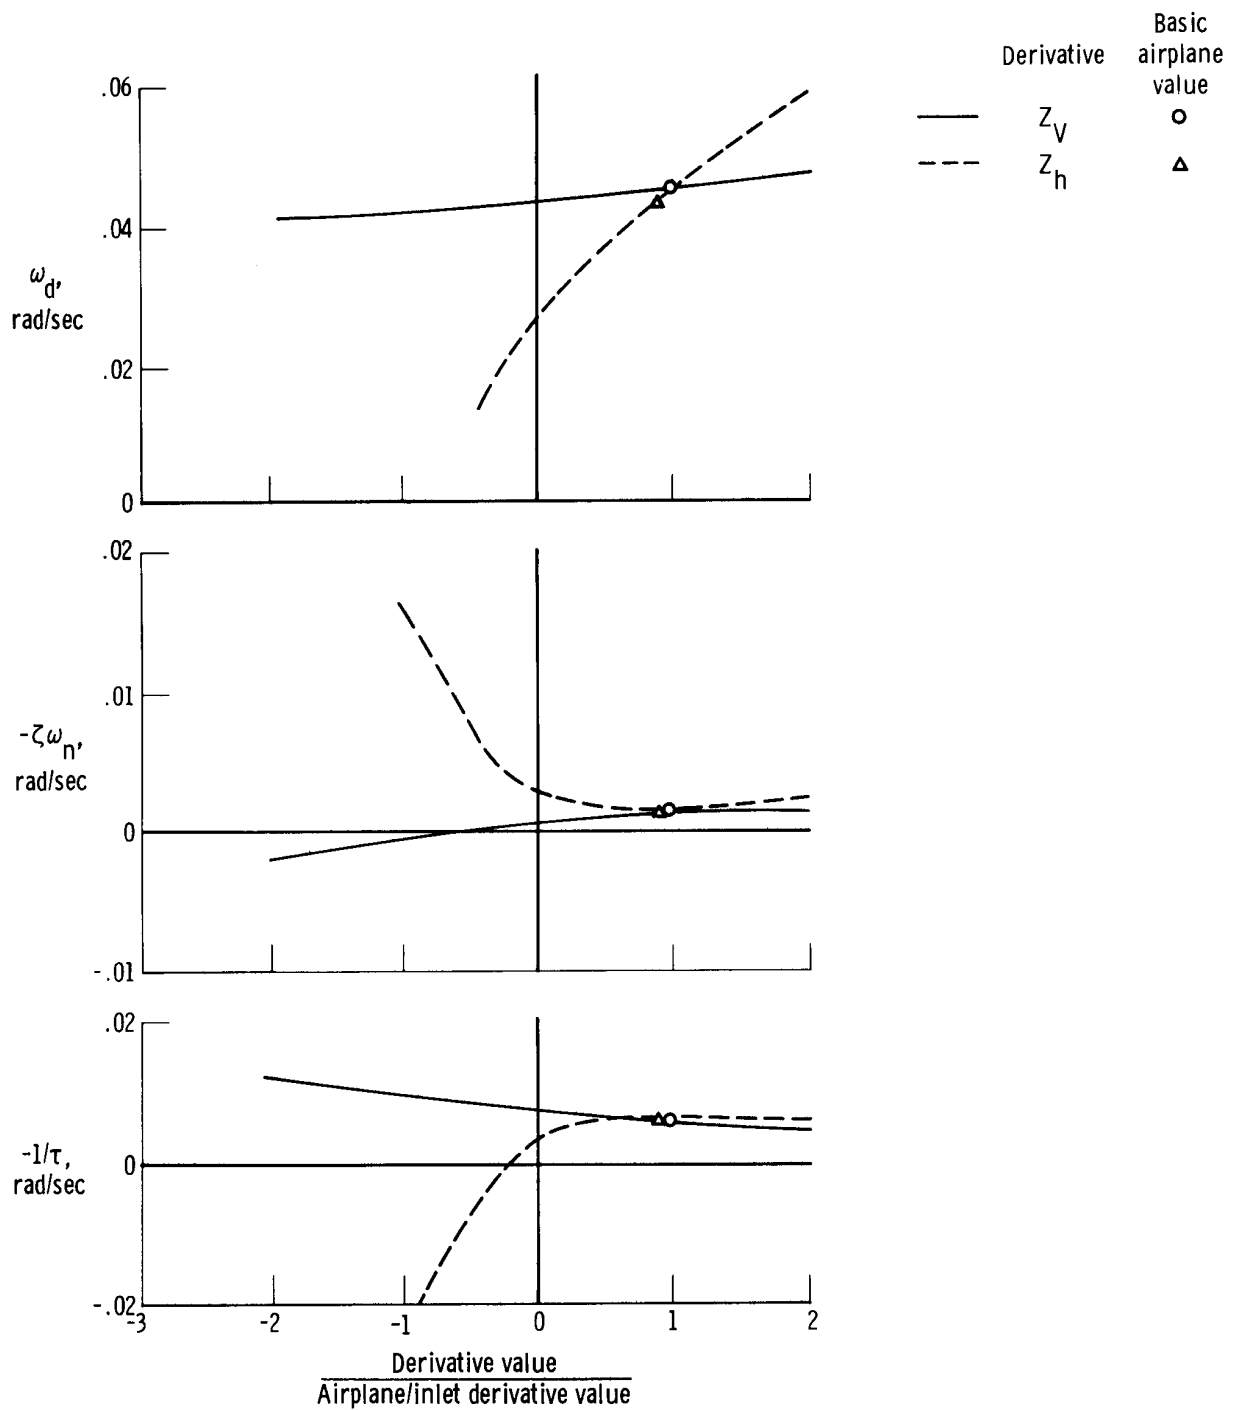 Basic
Derivative airplane
value
Z_V
Z_h
.06
.04
.02
0
ω_d,
rad/sec
.02
.01
0
-.01
-ζω_n,
rad/sec
.02
0
-.02
-1/τ,
rad/sec
-3 -2 -1 0 1 2
Derivative value
Airplane/inlet derivative value